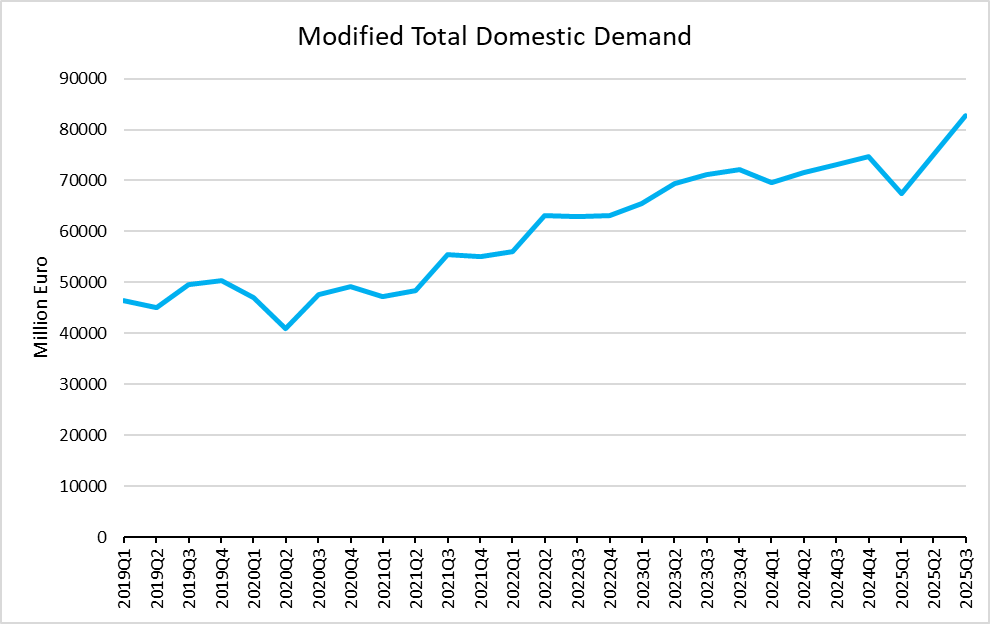 Modified Total Domestic Demand
Million Euro
90000
80000
70000
60000
50000
40000
30000
20000
10000
0
2019Q1
2019Q2
2019Q3
2019Q4
2020Q1
2020Q2
2020Q3
2020Q4
2021Q1
2021Q2
2021Q3
2021Q4
2022Q1
2022Q2
2022Q3
2022Q4
2023Q1
2023Q2
2023Q3
2023Q4
2024Q1
2024Q2
2024Q3
2024Q4
2025Q1
2025Q2
2025Q3